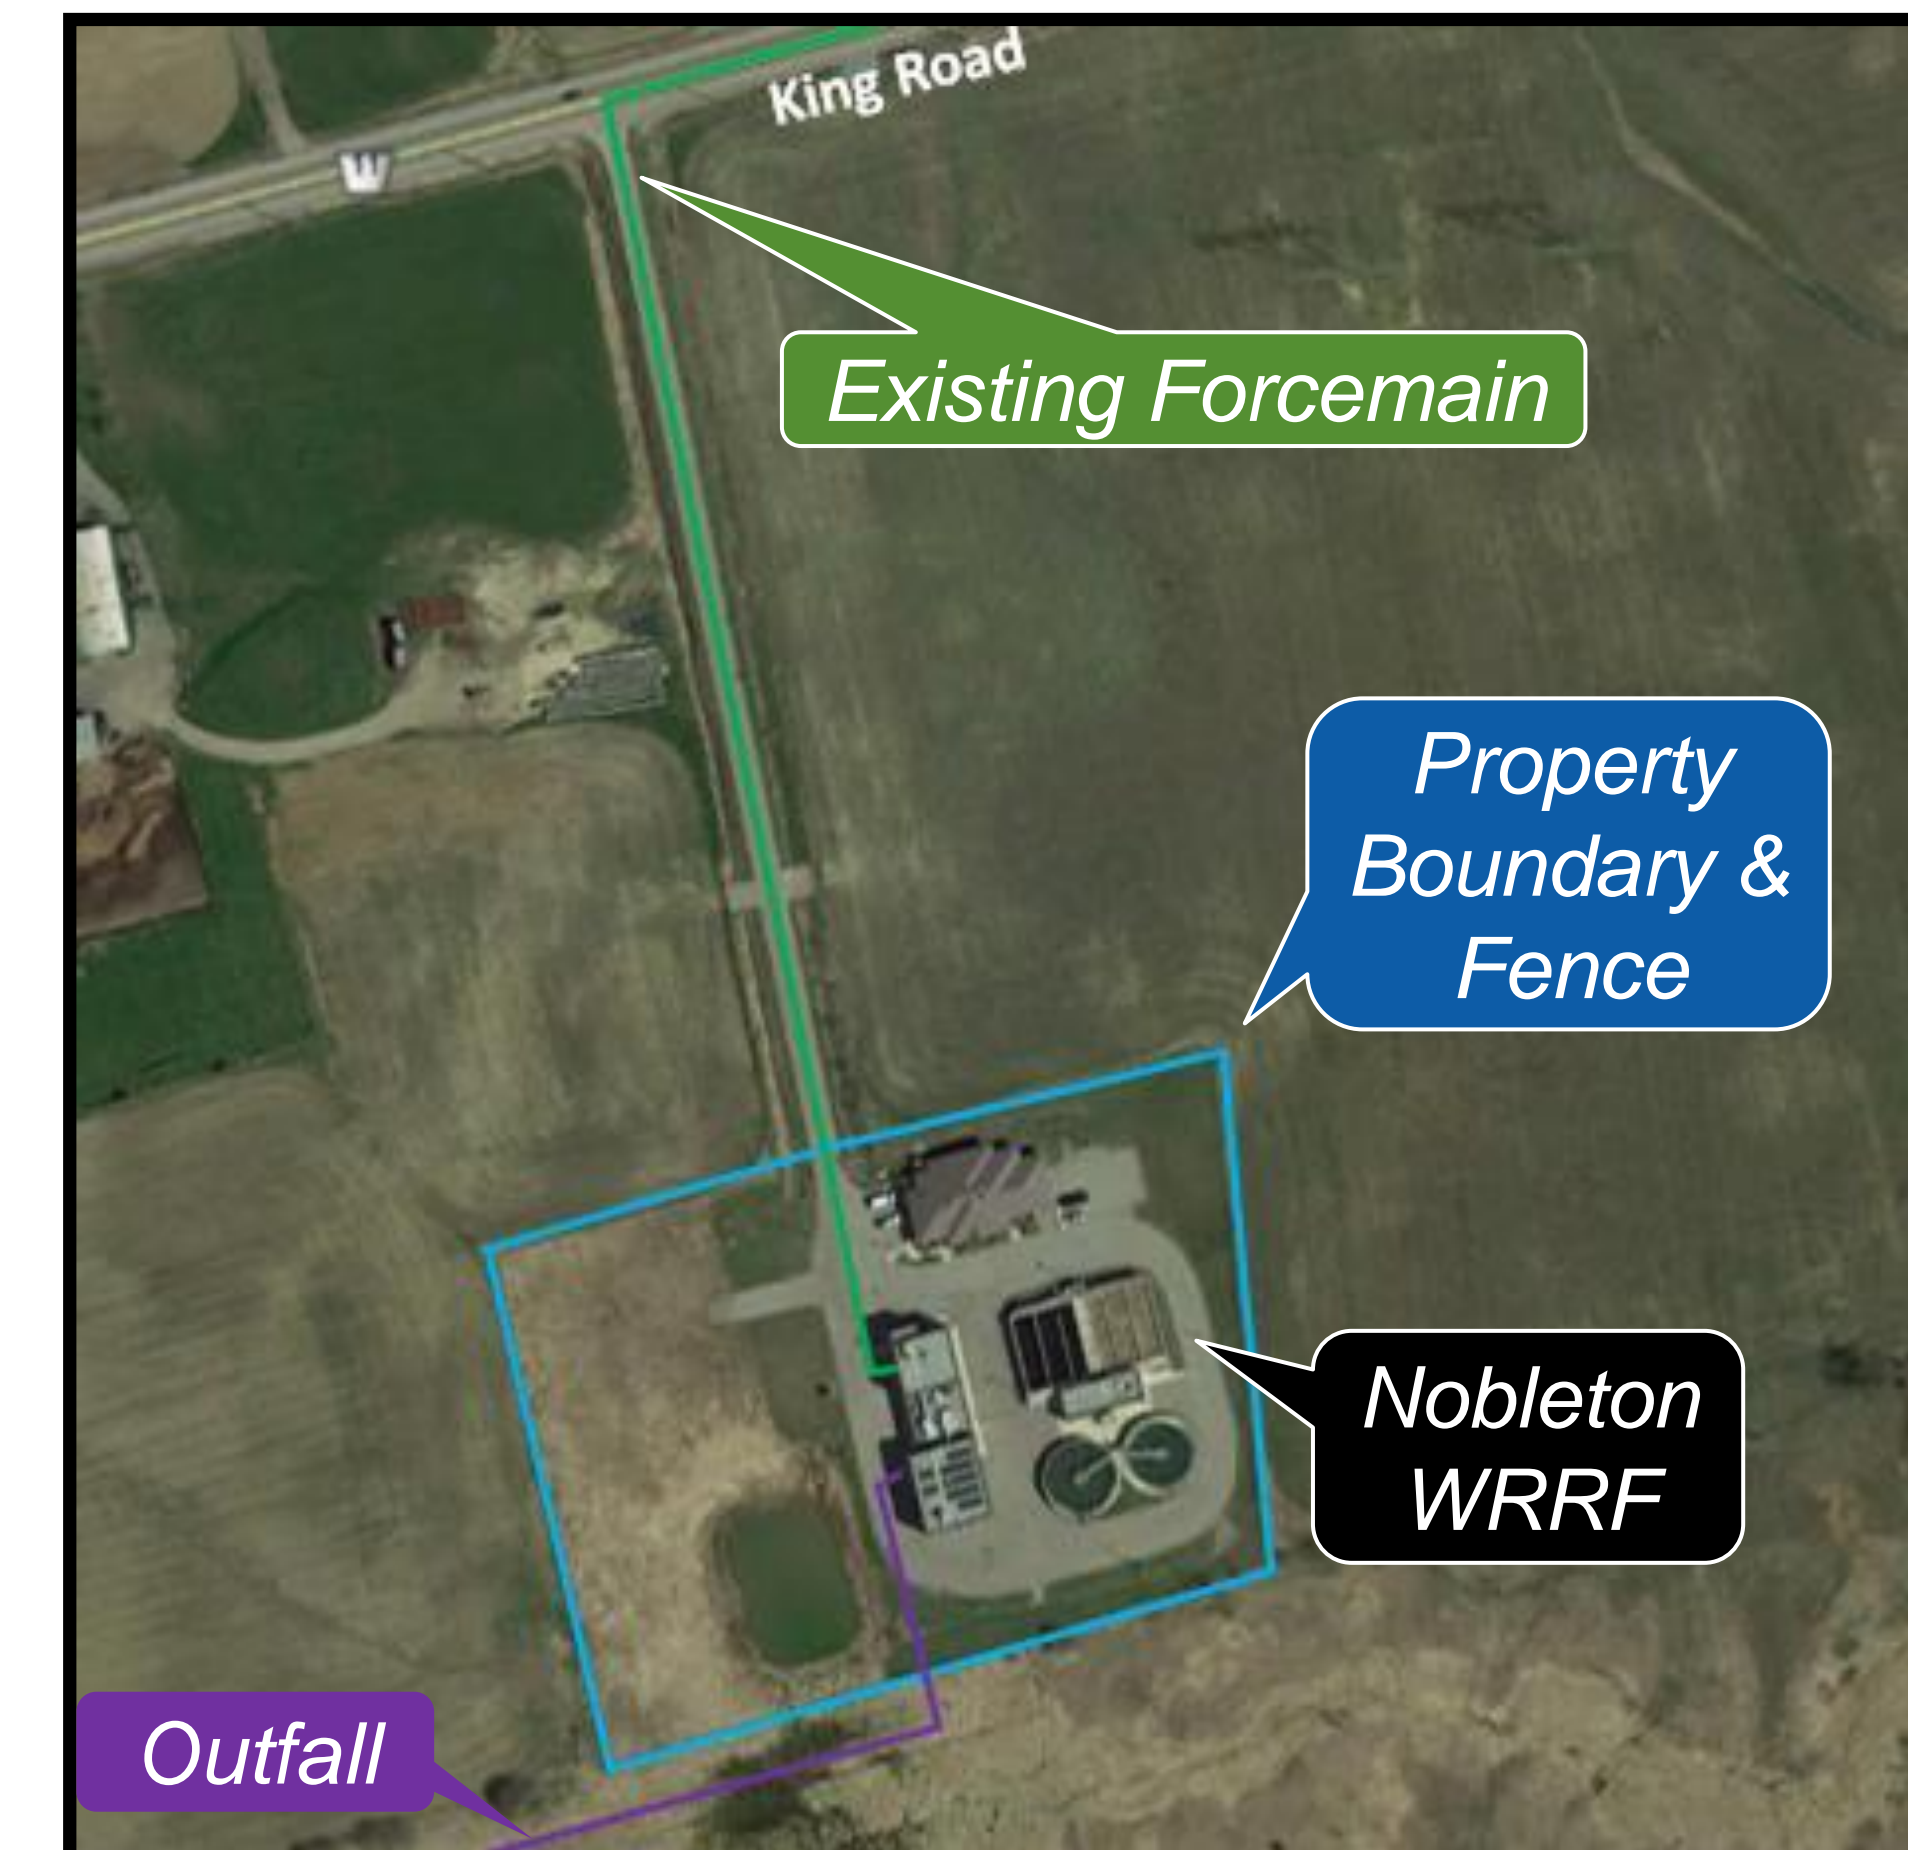 King Road
W
Existing Forcemain
Property
Boundary &
Fence
Nobleton
WRRF
Outfall